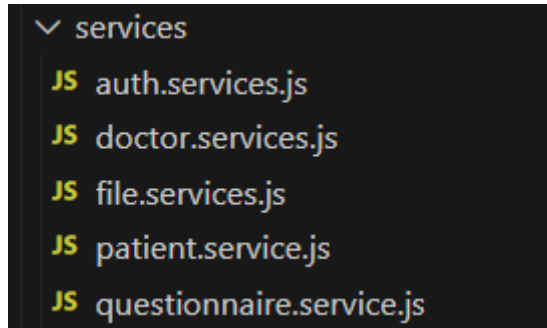 services
JS auth.services.js
JS doctor.services.js
JS file.services.js
JS patient.service.js
JS questionnaire.service.js